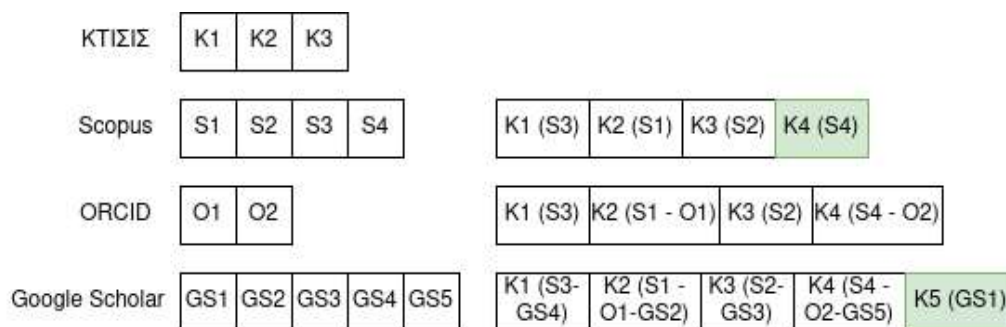 ΚΤΙΣΙΣ K1 K2 K3
Scopus S1 S2 S3 S4 K1 (S3) K2 (S1) K3 (S2) K4 (S4)
ORCID O1 O2 K1 (S3) K2 (S1 - O1) K3 (S2) K4 (S4 - O2)
Google Scholar GS1 GS2 GS3 GS4 GS5 K1 (S3- K2 (S1 - K3 (S2- K4 (S4 - K5 (GS1)
GS4) O1-GS2) GS3) O2-GS5)